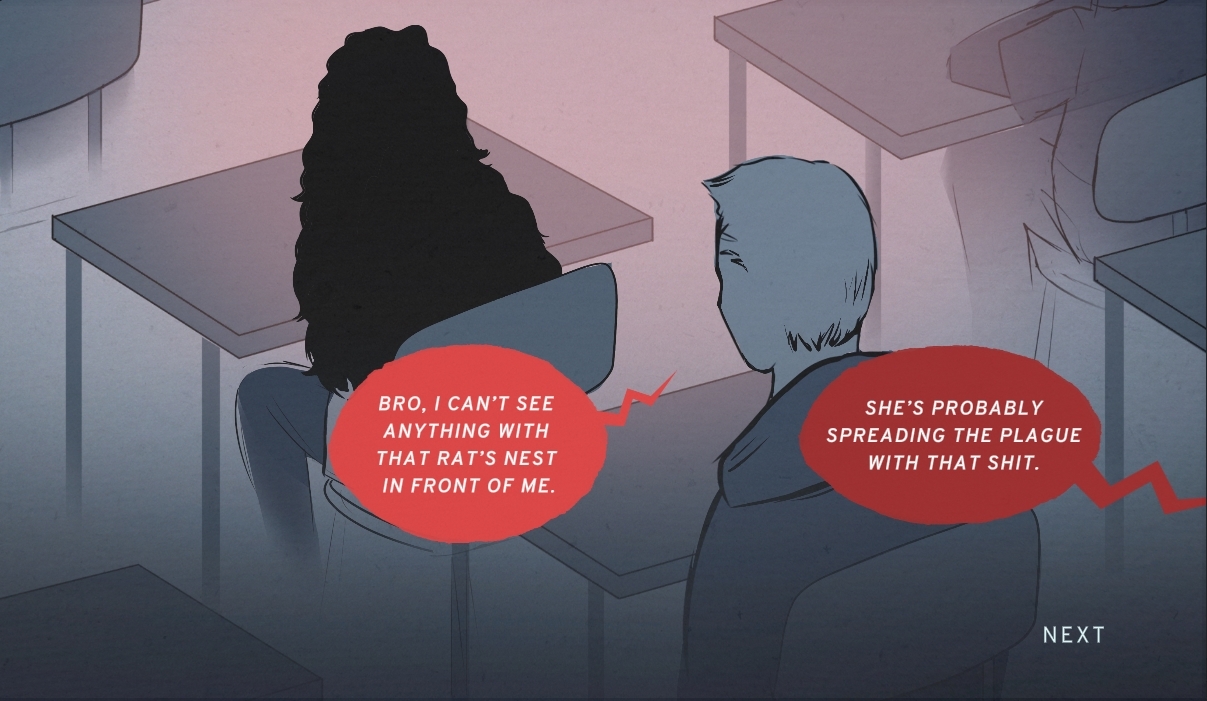 BRO, I CAN'T SEE
ANYTHING WITH
THAT RAT'S NEST
IN FRONT OF ME.
SHE'S PROBABLY
SPREADING THE PLAGUE
WITH THAT SHIT.
NEXT